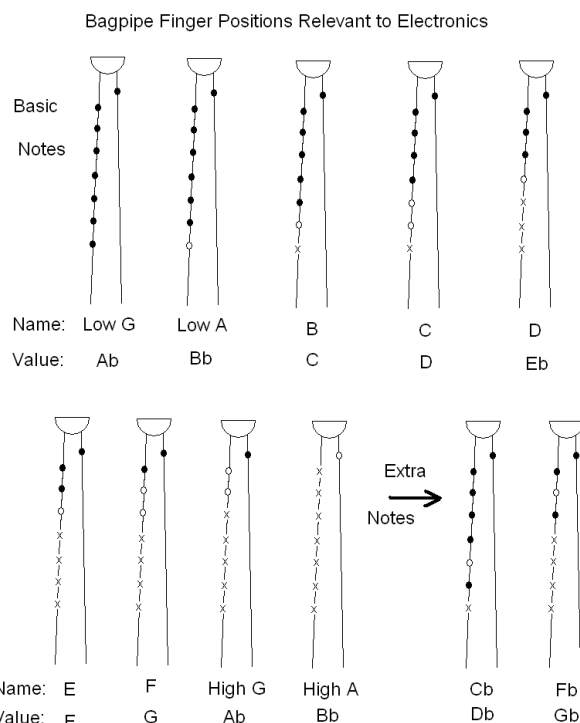 Bagpipe Finger Positions Relevant to Electronics
Basic
Notes
Name: Low G Low A B C D
Value: Ab Bb C D Eb
Extra
Notes
Name: E F High G High A Cb Fb
Value: F G Ab Bb Db Gb